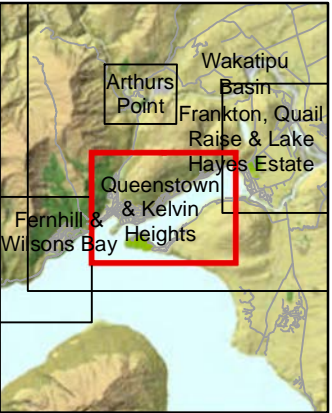 Wakatipu
Basin
Arthurs
Point
Frankton, Quail
Raise & Lake
Hayes Estate
Queenstown
& Kelvin
Heights
Fernhill &
Wilsons Bay